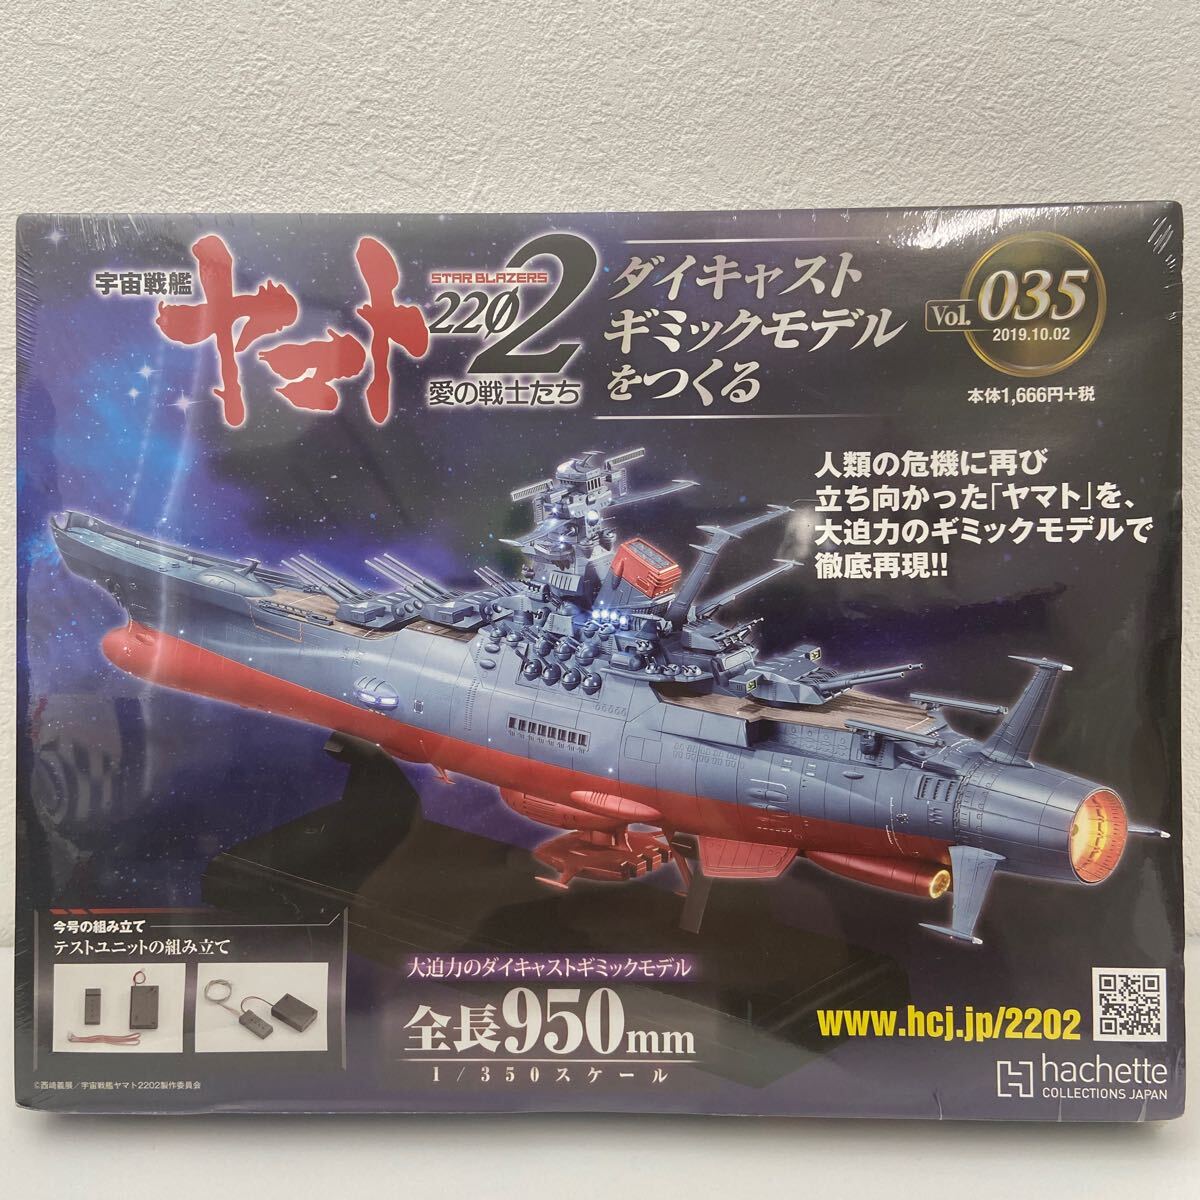 宇宙戦艦
ヤマト
STAR BLAZERS
2202
愛の戦士たち
ダイキャスト
ギミックモデル
をつくる
Vol. 035
2019.10.02
本体1,666円+税
人類の危機に再び
立ち向かった「ヤマト」を、
大迫力のギミックモデルで
徹底再現!!
今号の組み立て
テストユニットの組み立て
大迫力のダイキャストギミックモデル
全長950mm
1/350スケール
www.hcj.jp/2202
hachette
COLLECTIONS JAPAN
©西﨑義展/宇宙戦艦ヤマト2202製作委員会